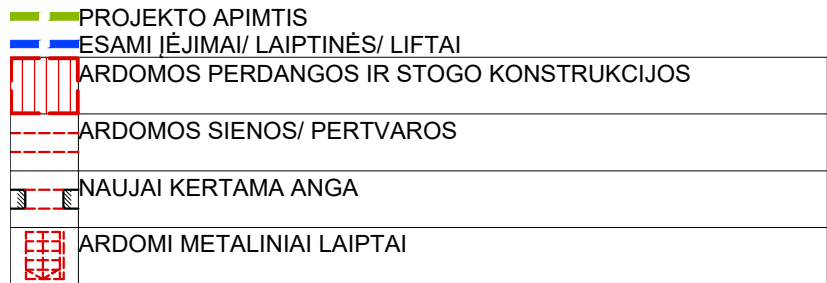 PROJEKTO APIMTIS
ESAMI ĮĖJIMAI/ LAIPTINĖS/ LIFTAI
ARDOMOS PERDANGOS IR STOGO KONSTRUKCIJOS
ARDOMOS SIENOS/ PERTVAROS
NAUJAI KERTAMA ANGA
ARDOMI METALINIAI LAIPTAI